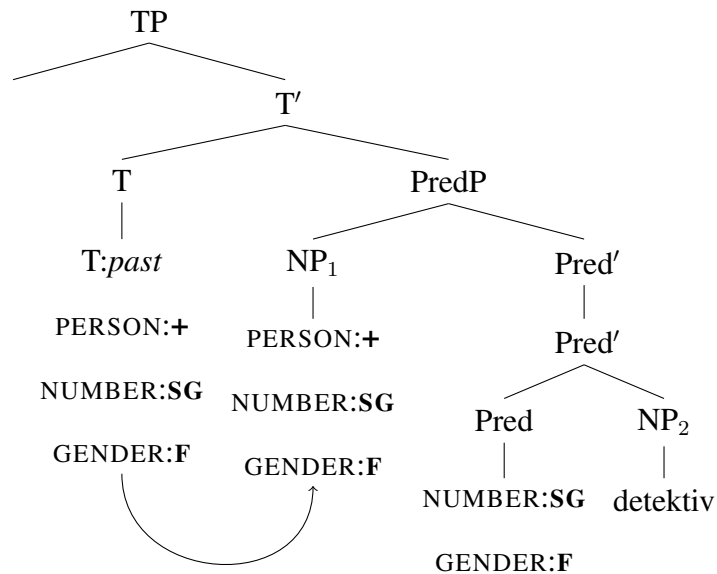 TP
T′
T PredP
T:past NP₁ Pred′
PERSON:+ PERSON:+ Pred′
NUMBER:SG NUMBER:SG Pred NP₂
GENDER:F GENDER:F NUMBER:SG detektiv
GENDER:F